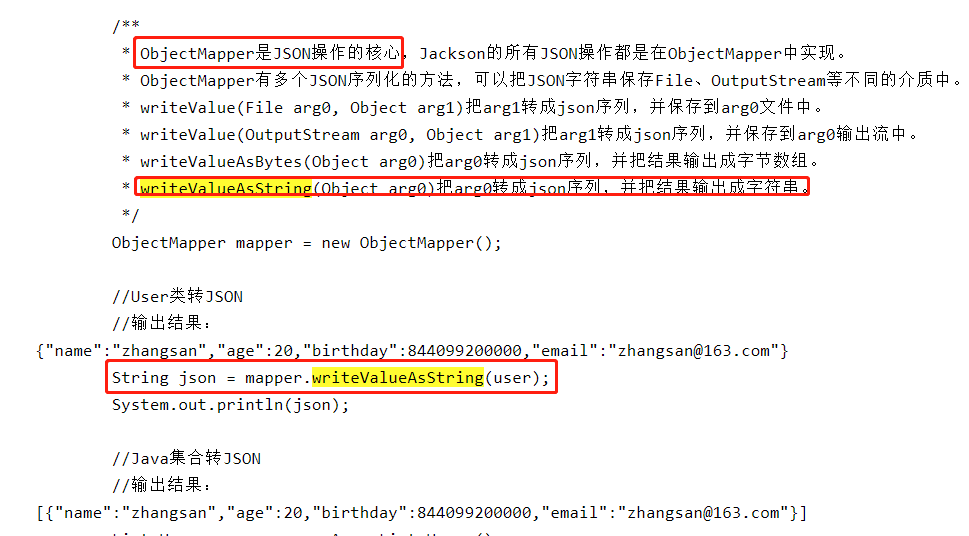 /**
* ObjectMapper是JSON操作的核心，Jackson的所有JSON操作都是在ObjectMapper中实现。
* ObjectMapper有多个JSON序列化的方法，可以把JSON字符串保存File、OutputStream等不同的介质中。
* writeValue(File arg0, Object arg1)把arg1转成json序列，并保存到arg0文件中。
* writeValue(OutputStream arg0, Object arg1)把arg1转成json序列，并保存到arg0输出流中。
* writeValueAsBytes(Object arg0)把arg0转成json序列，并把结果输出成字节数组。
* writeValueAsString(Object arg0)把arg0转成json序列，并把结果输出成字符串。
*/
ObjectMapper mapper = new ObjectMapper();
//User类转JSON
//输出结果：
{"name":"zhangsan","age":20,"birthday":844099200000,"email":"zhangsan@163.com"}
String json = mapper.writeValueAsString(user);
System.out.println(json);
//Java集合转JSON
//输出结果：
[{"name":"zhangsan","age":20,"birthday":844099200000,"email":"zhangsan@163.com"}]